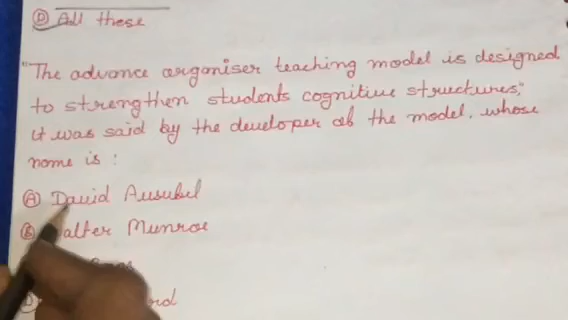 (D) All these
"The advance organiser teaching model is designed
to strengthen students cognitive structures,"
it was said by the developer of the model, whose
name is :
(A) David Ausubel
(B) Walter Munroe
(D)